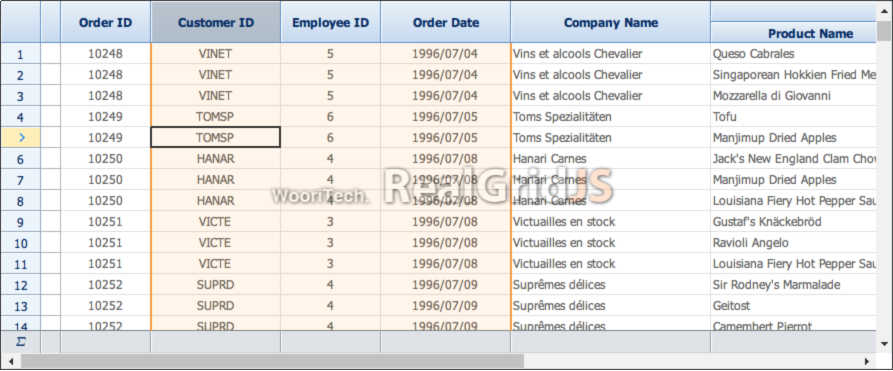 Order ID Customer ID Employee ID Order Date Company Name Product Name
1 10248 VINET 5 1996/07/04 Vins et alcools Chevalier Queso Cabrales
2 10248 VINET 5 1996/07/04 Vins et alcools Chevalier Singaporean Hokkien Fried Me
3 10248 VINET 5 1996/07/04 Vins et alcools Chevalier Mozzarella di Giovanni
4 10249 TOMSP 6 1996/07/05 Toms Spezialitäten Tofu
> 10249 TOMSP 6 1996/07/05 Toms Spezialitäten Manjimup Dried Apples
6 10250 HANAR 4 1996/07/08 Hanari Carnes Jack's New England Clam Chow
7 10250 HANAR 4 1996/07/08 Hanari Carnes Manjimup Dried Apples
WooriTech. RealGridJS
8 10250 HANAR 4 1996/07/08 Hanari Carnes Louisiana Fiery Hot Pepper Sau
9 10251 VICTE 3 1996/07/08 Victuailles en stock Gustaf's Knäckebröd
10 10251 VICTE 3 1996/07/08 Victuailles en stock Ravioli Angelo
11 10251 VICTE 3 1996/07/08 Victuailles en stock Louisiana Fiery Hot Pepper Sau
12 10252 SUPRD 4 1996/07/09 Suprêmes délices Sir Rodney's Marmalade
13 10252 SUPRD 4 1996/07/09 Suprêmes délices Geitost
14 10252 SUPRD 4 1996/07/09 Suprêmes délices Camembert Pierrot
Σ